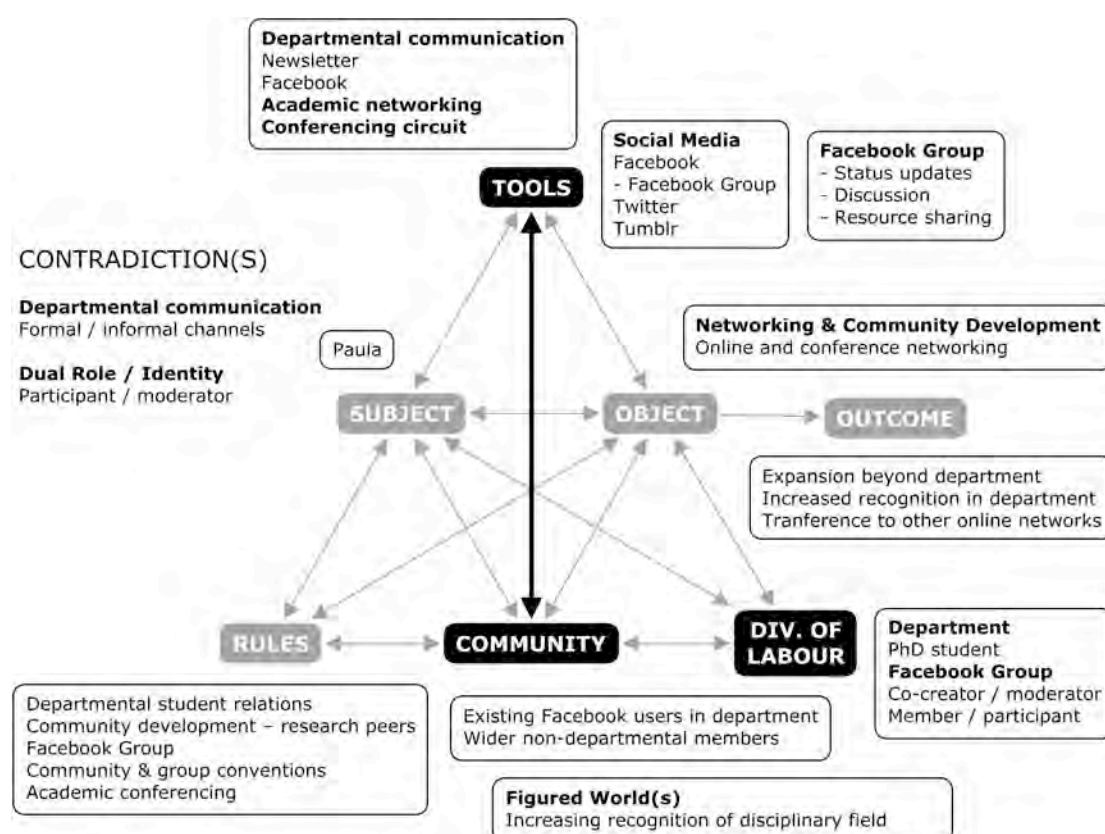 Departmental communication
Newsletter
Facebook
Academic networking
Conferencing circuit
Social Media
Facebook
- Facebook Group
Twitter
Tumblr
Facebook Group
- Status updates
- Discussion
- Resource sharing
TOOLS
CONTRADICTION(S)
Departmental communication
Formal / informal channels
Dual Role / Identity
Participant / moderator
Paula
Networking & Community Development
Online and conference networking
SUBJECT
OBJECT
OUTCOME
Expansion beyond department
Increased recognition in department
Tranference to other online networks
RULES
COMMUNITY
DIV. OF
LABOUR
Department
PhD student
Facebook Group
Co-creator / moderator
Member / participant
Departmental student relations
Community development – research peers
Facebook Group
Community & group conventions
Academic conferencing
Existing Facebook users in department
Wider non-departmental members
Figured World(s)
Increasing recognition of disciplinary field